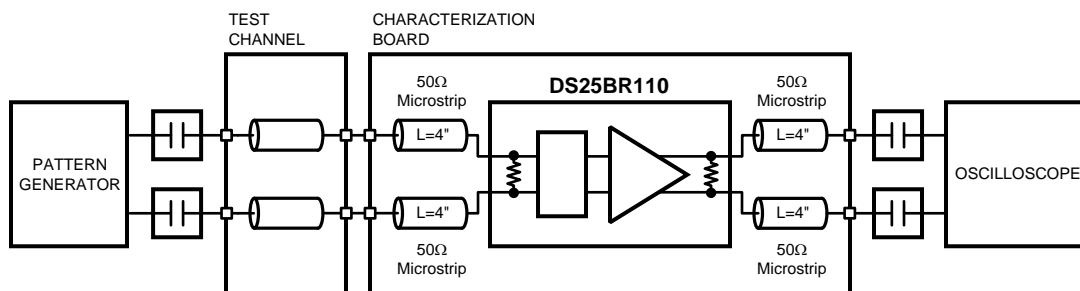 TEST
CHANNEL
CHARACTERIZATION
BOARD
50Ω
Microstrip
DS25BR110
50Ω
Microstrip
L=4"
L=4"
PATTERN
GENERATOR
OSCILLOSCOPE
L=4"
L=4"
50Ω
Microstrip
50Ω
Microstrip